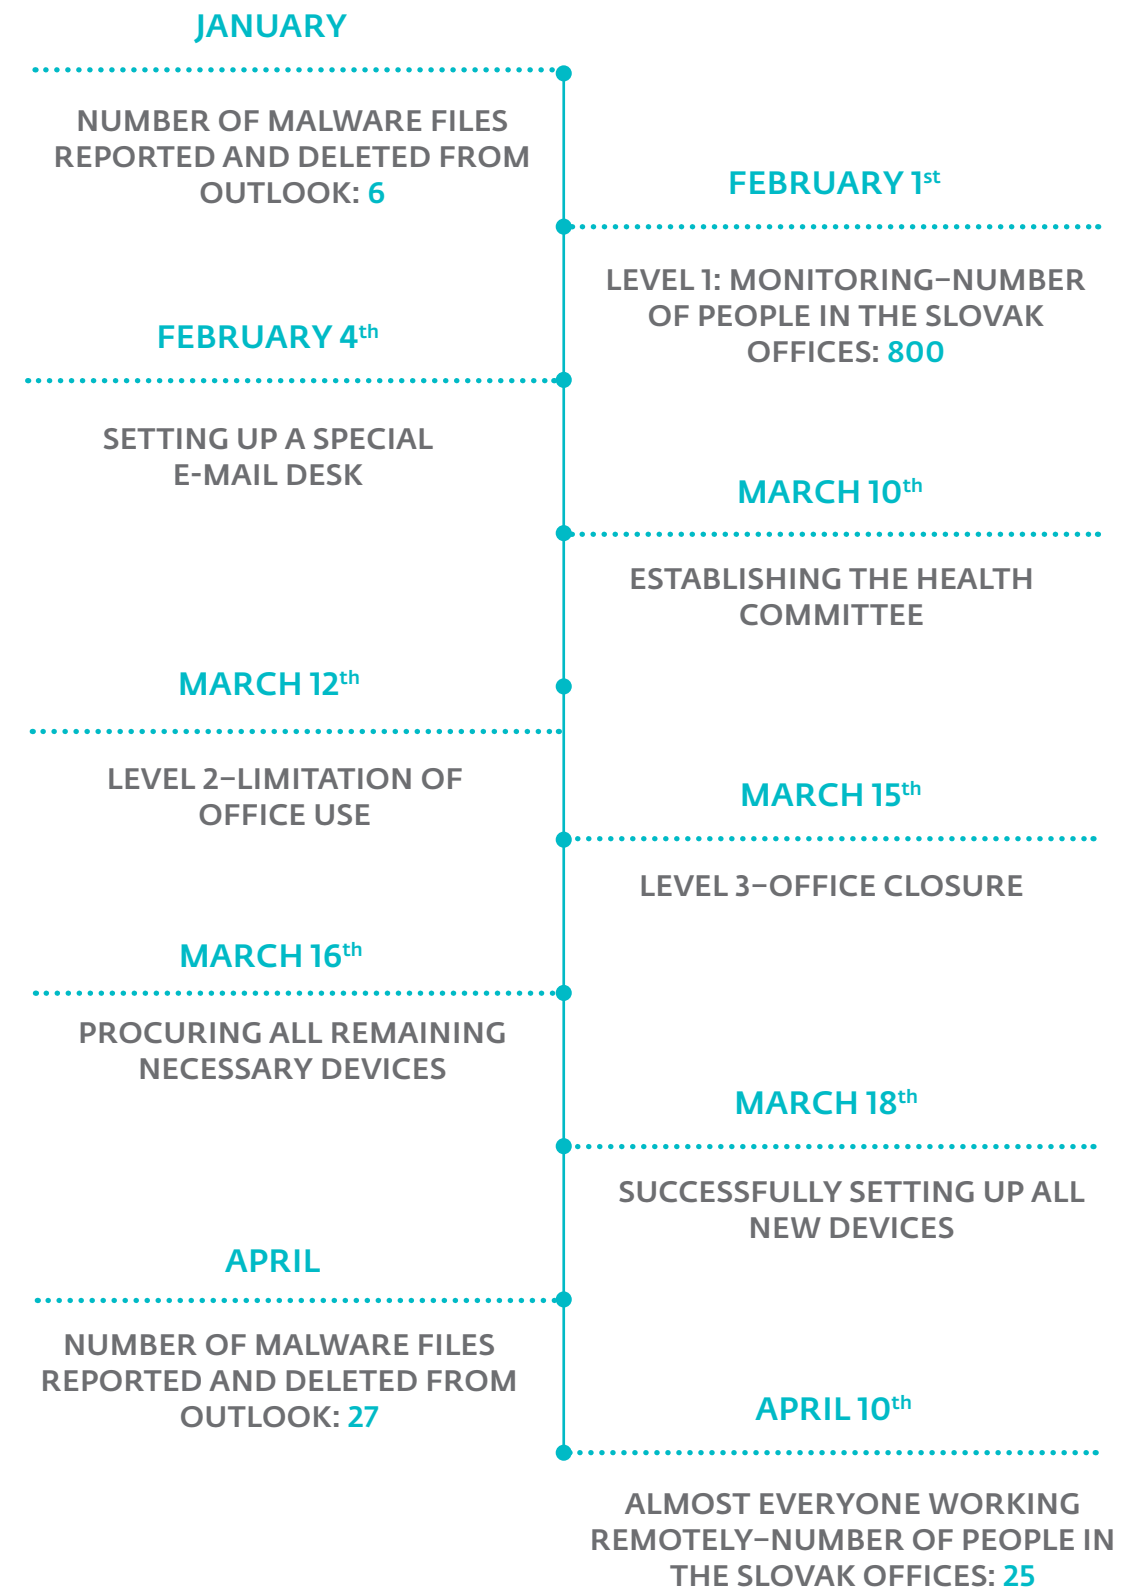 JANUARY
NUMBER OF MALWARE FILES
REPORTED AND DELETED FROM
OUTLOOK: 6
FEBRUARY 1st
LEVEL 1: MONITORING–NUMBER
OF PEOPLE IN THE SLOVAK
OFFICES: 800
FEBRUARY 4th
SETTING UP A SPECIAL
E-MAIL DESK
MARCH 10th
ESTABLISHING THE HEALTH
COMMITTEE
MARCH 12th
LEVEL 2–LIMITATION OF
OFFICE USE
MARCH 15th
LEVEL 3–OFFICE CLOSURE
MARCH 16th
PROCURING ALL REMAINING
NECESSARY DEVICES
MARCH 18th
SUCCESSFULLY SETTING UP ALL
NEW DEVICES
APRIL
NUMBER OF MALWARE FILES
REPORTED AND DELETED FROM
OUTLOOK: 27
APRIL 10th
ALMOST EVERYONE WORKING
REMOTELY–NUMBER OF PEOPLE IN
THE SLOVAK OFFICES: 25